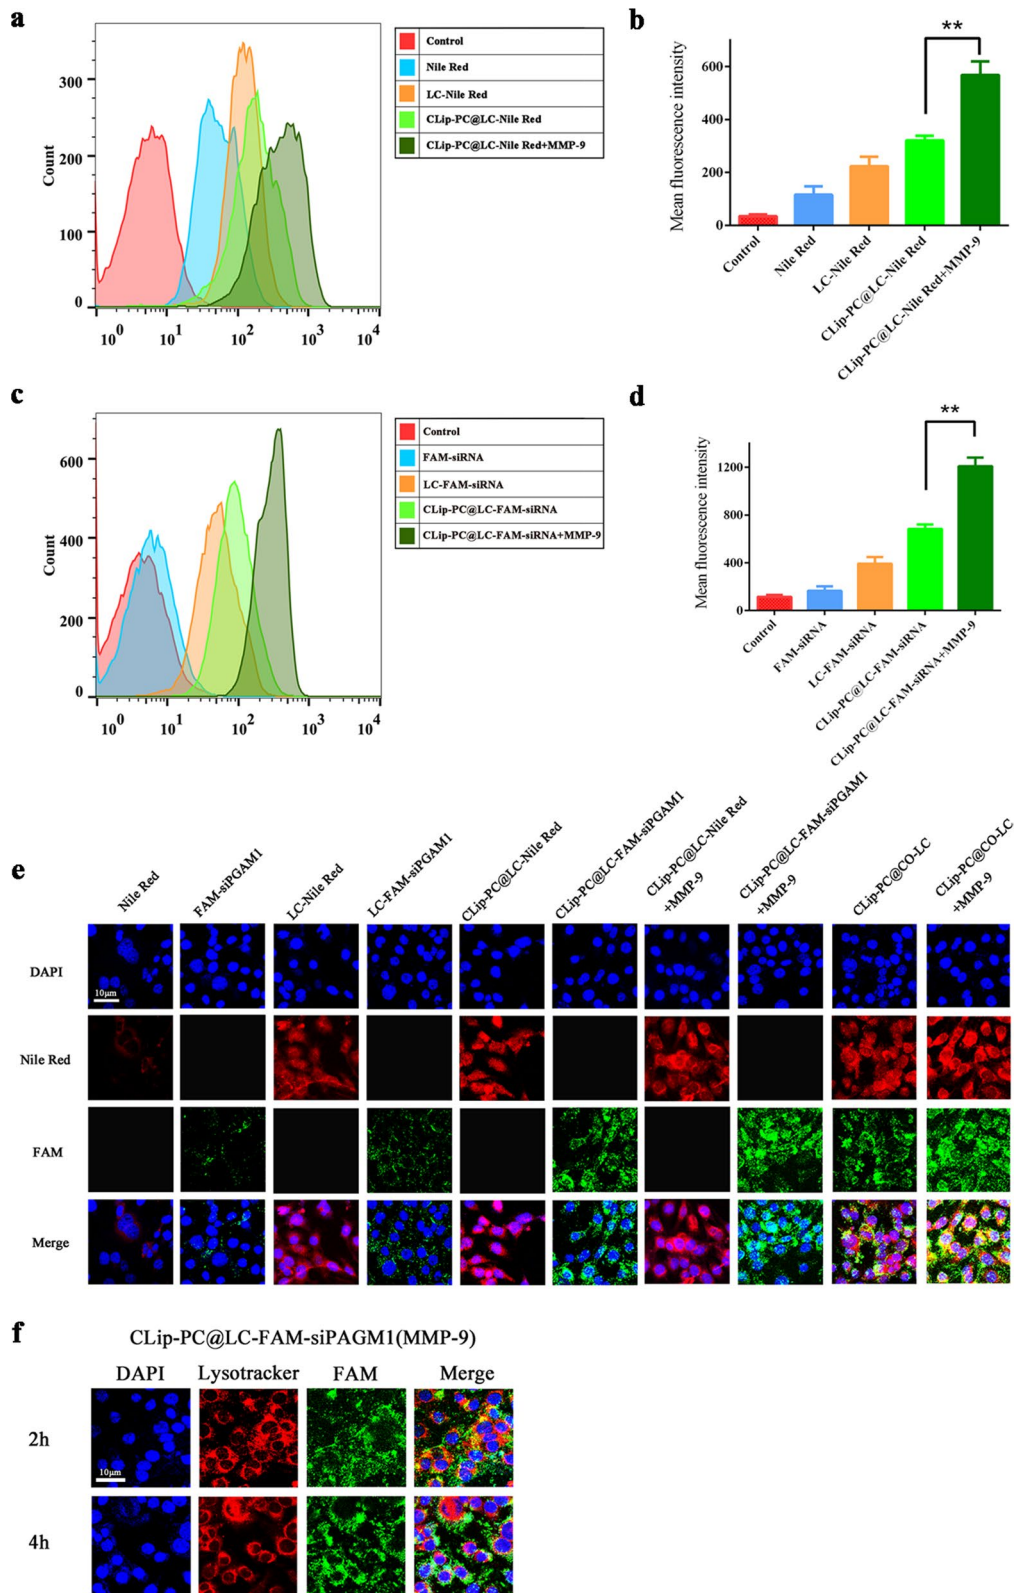 a
Count
300
200
100
0
10^0 10^1 10^2 10^3 10^4
Control
Nile Red
LC-Nile Red
CLip-PC@LC-Nile Red
CLip-PC@LC-Nile Red+MMP-9
b
Mean fluorescence intensity
600
400
200
0
**
Control
Nile Red
LC-Nile Red
CLip-PC@LC-Nile Red
CLip-PC@LC-Nile Red+MMP-9
c
Count
600
400
200
0
10^0 10^1 10^2 10^3 10^4
Control
FAM-siRNA
LC-FAM-siRNA
CLip-PC@LC-FAM-siRNA
CLip-PC@LC-FAM-siRNA+MMP-9
d
Mean fluorescence intensity
1200
800
400
0
**
Control
FAM-siRNA
LC-FAM-siRNA
CLip-PC@LC-FAM-siRNA
CLip-PC@LC-FAM-siRNA+MMP-9
e
Nile Red
FAM-siPGAM1
LC-Nile Red
LC-FAM-siPGAM1
CLip-PC@LC-Nile Red
CLip-PC@LC-FAM-siPGAM1
CLip-PC@LC-Nile Red
+MMP-9
CLip-PC@LC-FAM-siPGAM1
+MMP-9
CLip-PC@CO-LC
CLip-PC@CO-LC
+MMP-9
DAPI
10μm
Nile Red
FAM
Merge
f
CLip-PC@LC-FAM-siPAGM1(MMP-9)
DAPI Lysotracker FAM Merge
2h
10μm
4h